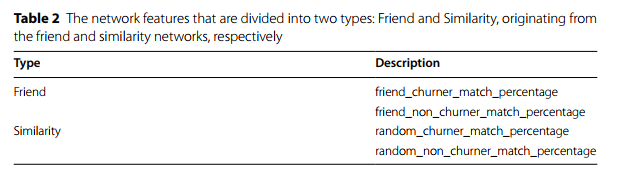 Table 2 The network features that are divided into two types: Friend and Similarity, originating from
the friend and similarity networks, respectively
Type Description
Friend friend_churner_match_percentage
friend_non_churner_match_percentage
Similarity random_churner_match_percentage
random_non_churner_match_percentage